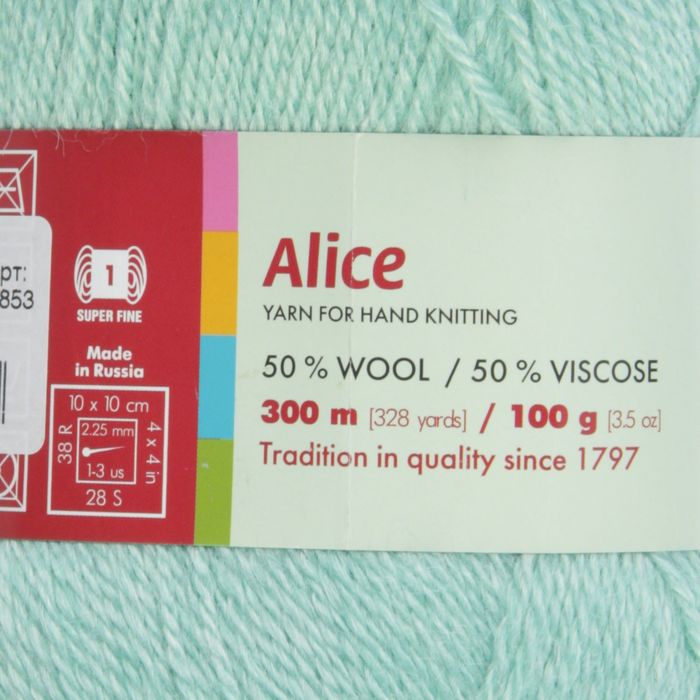 рт:
853
1
SUPER FINE
Made
in Russia
10 x 10 cm
38 R
2.25 mm
1-3 us
4 x 4 in
28 S
Alice
YARN FOR HAND KNITTING
50 % WOOL / 50 % VISCOSE
300 m [328 yards] / 100 g [3.5 oz]
Tradition in quality since 1797